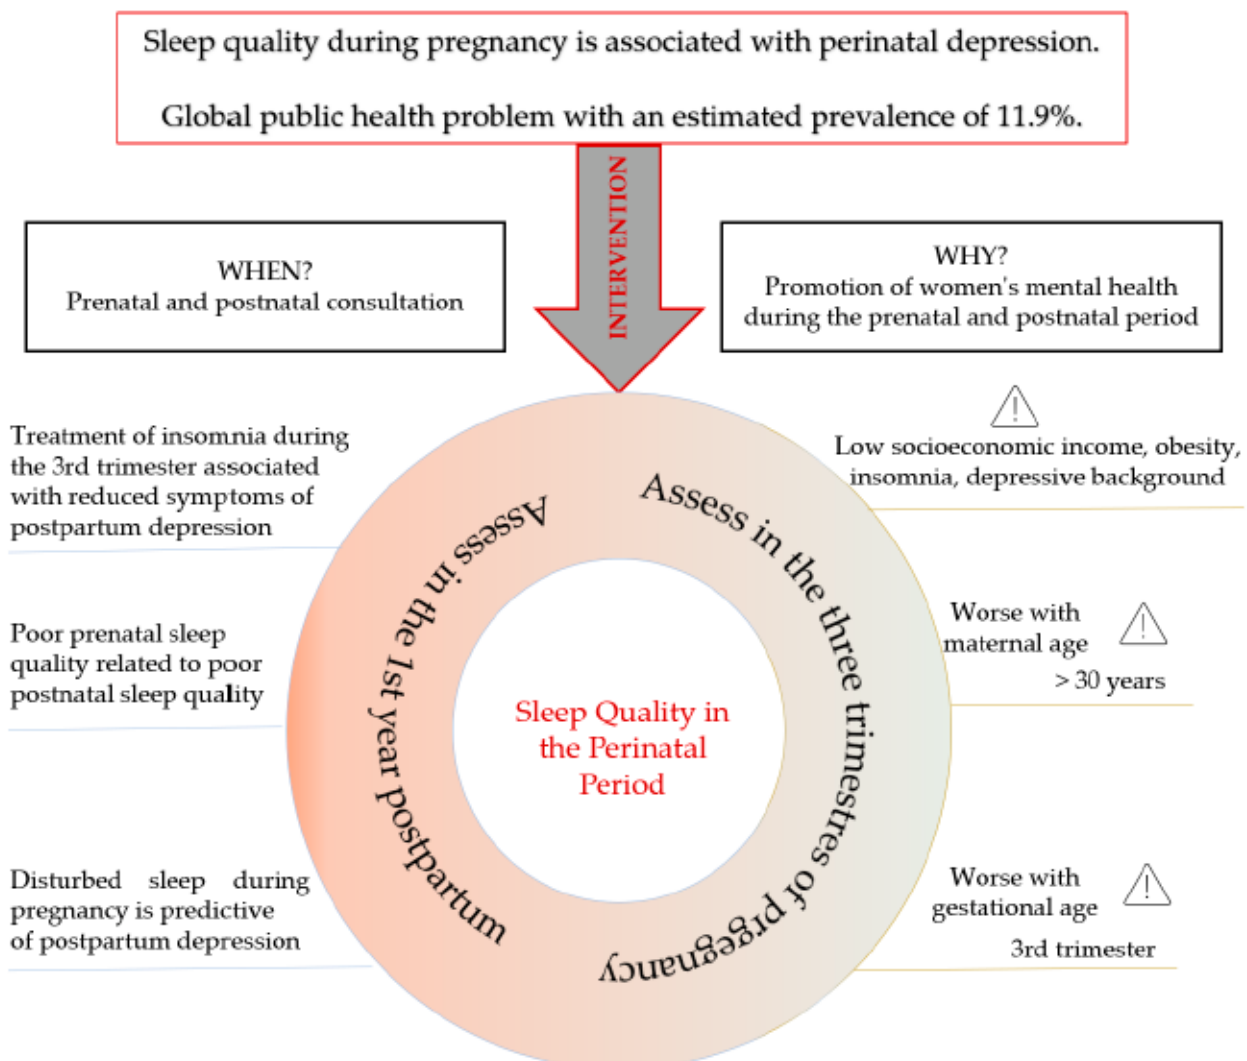 Sleep quality during pregnancy is associated with perinatal depression.
Global public health problem with an estimated prevalence of 11.9%.
INTERVENTION
WHEN?
Prenatal and postnatal consultation
WHY?
Promotion of women's mental health
during the prenatal and postnatal period
Treatment of insomnia during
the 3rd trimester associated
with reduced symptoms of
postpartum depression
Poor prenatal sleep
quality related to poor
postnatal sleep quality
Disturbed sleep during
pregnancy is predictive
of postpartum depression
Assess in the 1st year postpartum
Assess in the three trimestres of prgegnancy
Sleep Quality in
the Perinatal
Period
Low socioeconomic income, obesity,
insomnia, depressive background
Worse with
maternal age
> 30 years
Worse with
gestational age
3rd trimester